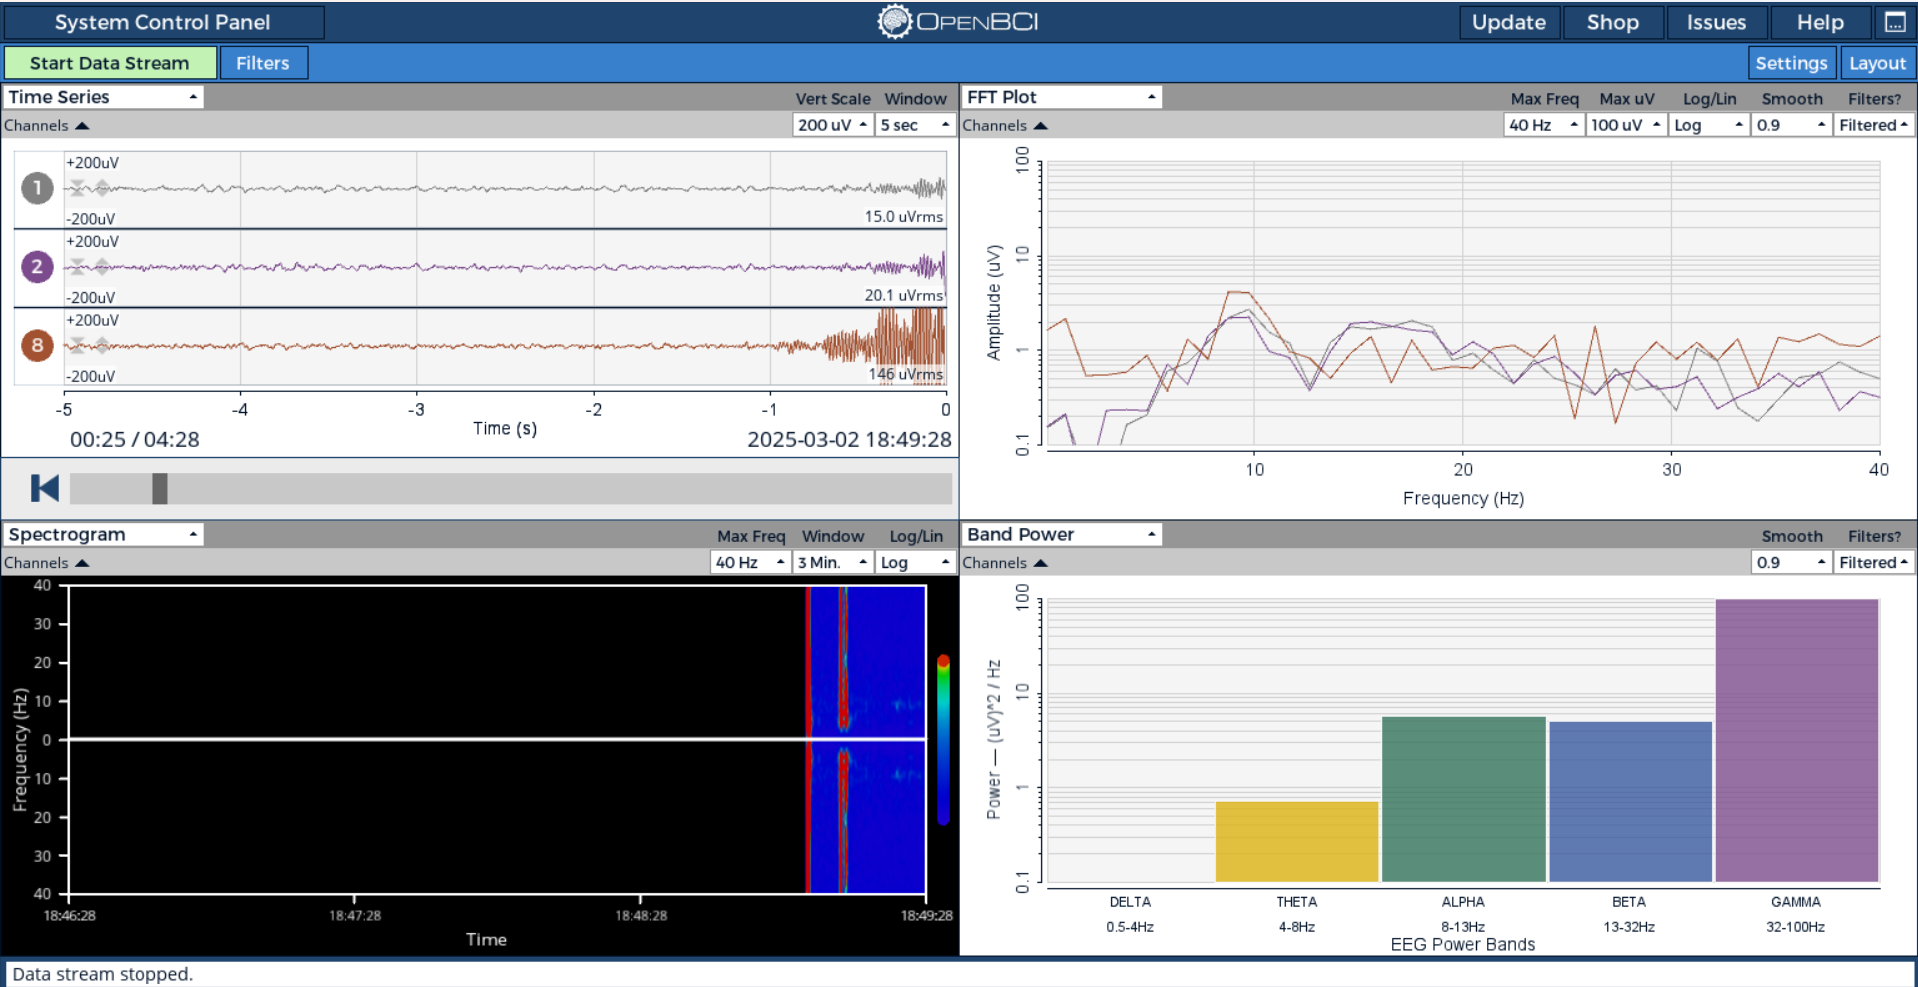 System Control Panel
OPENBCI
Update Shop Issues Help
Start Data Stream Filters
Settings Layout
Time Series
Vert Scale Window
Channels
200 uV 5 sec
1
+200uV
-200uV
15.0 uVrms
2
+200uV
-200uV
20.1 uVrms
8
+200uV
-200uV
146 uVrms
-5 -4 -3 -2 -1 0
Time (s)
00:25 / 04:28
2025-03-02 18:49:28
FFT Plot
Max Freq Max uV Log/Lin Smooth Filters?
Channels
40 Hz 100 uV Log 0.9 Filtered
Amplitude (uV)
100
10
1
0.1
10 20 30 40
Frequency (Hz)
Spectrogram
Max Freq Window Log/Lin
Channels
40 Hz 3 Min. Log
Frequency (Hz)
40
30
20
10
0
10
20
30
40
18:46:28 18:47:28 18:48:28 18:49:28
Time
Band Power
Smooth Filters?
Channels
0.9 Filtered
Power — (uV)^2 / Hz
100
10
1
0.1
DELTA THETA ALPHA BETA GAMMA
0.5-4Hz 4-8Hz 8-13Hz 13-32Hz 32-100Hz
EEG Power Bands
Data stream stopped.